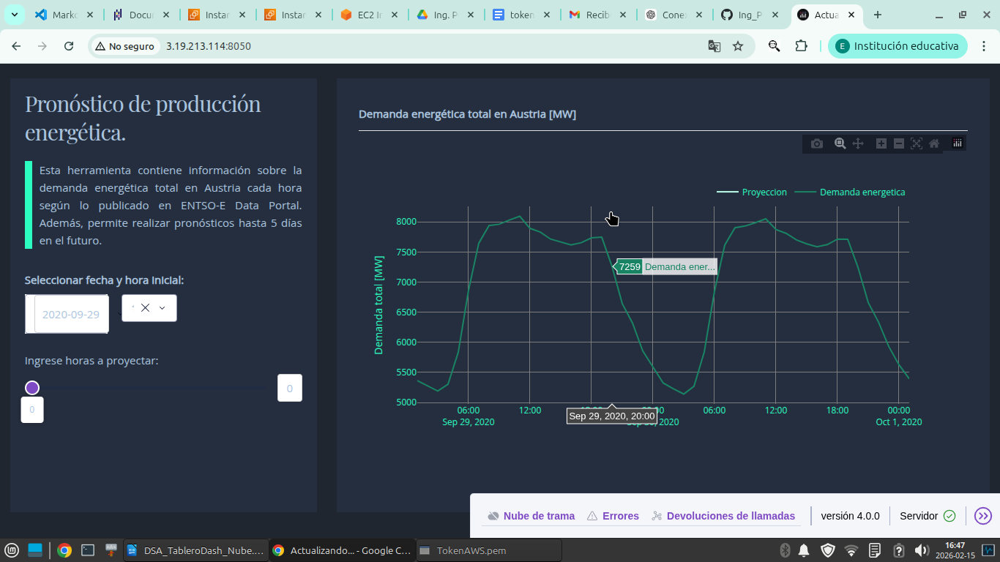 Marko
Docur
Instar
Instar
EC2 In
Ing. P
token
Recib
Cone
Ing_P
Actua
No seguro
3.19.213.114:8050
E
Institución educativa
Pronóstico de producción
energética.
Esta herramienta contiene información sobre la
demanda energética total en Austria cada hora
según lo publicado en ENTSO-E Data Portal.
Además, permite realizar pronósticos hasta 5 días
en el futuro.
Seleccionar fecha y hora inicial:
2020-09-29
Ingrese horas a proyectar:
0
0
Demanda energética total en Austria [MW]
Proyeccion
Demanda energetica
Demanda total [MW]
8000
7500
7000
6500
6000
5500
5000
7259 Demanda ener...
06:00
12:00
06:00
12:00
18:00
00:00
Sep 29, 2020
Sep 29, 2020, 20:00
2020
Oct 1, 2020
Nube de trama
Errores
Devoluciones de llamadas
versión 4.0.0
Servidor
DSA_TableroDash_Nube....
Actualizando... - Google C...
TokenAWS.pem
16:47
2026-02-15